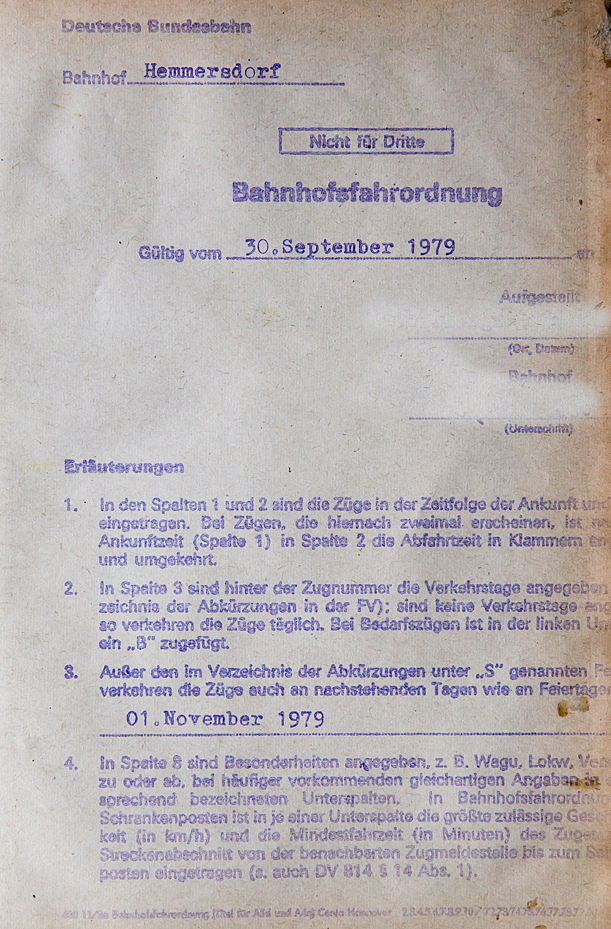 Deutsche Bundesbahn
Bahnhof Hemmersdorf
Nicht für Dritte
Bahnhofsfahrordnung
Gültig vom 30.September 1979 an
Aufgestellt
(Ort, Datum)
Bahnhof
(Unterschrift)
Erläuterungen
1. In den Spalten 1 und 2 sind die Züge in der Zeitfolge der Ankunft und
eingetragen. Bei Zügen, die hiernach zweimal erscheinen, ist
Ankunftzeit (Spalte 1) in Spalte 2 die Abfahrtzeit in Klammern
und umgekehrt.
2. In Spalte 3 sind hinter der Zugnummer die Verkehrstage angegeben
zeichnis der Abkürzungen in der FV); sind keine Verkehrstage
so verkehren die Züge täglich. Bei Bedarfszügen ist in der linken
ein „B" zugefügt.
3. Außer den im Verzeichnis der Abkürzungen unter „S" genannten
verkehren die Züge auch an nachstehenden Tagen wie an Feiertagen
01.November 1979
4. In Spalte 8 sind Besonderheiten angegeben, z. B. Wagu, Lokw,
zu oder ab, bei häufiger vorkommenden gleichartigen Angaben in
sprechend bezeichneten Unterspalten. In
Schrankenposten ist in je einer Unterspalte die größte zulässige
keit (in km/h) und die Mindestfahrzeit (in Minuten) des
Streckenabschnitt von der benachbarten Zugmeldestelle bis zum
posten eingetragen (s. auch DV 814 § 14 Abs. 1).
Bahnhofsfahrordnung (Titel für A3d und A4q) Hannover